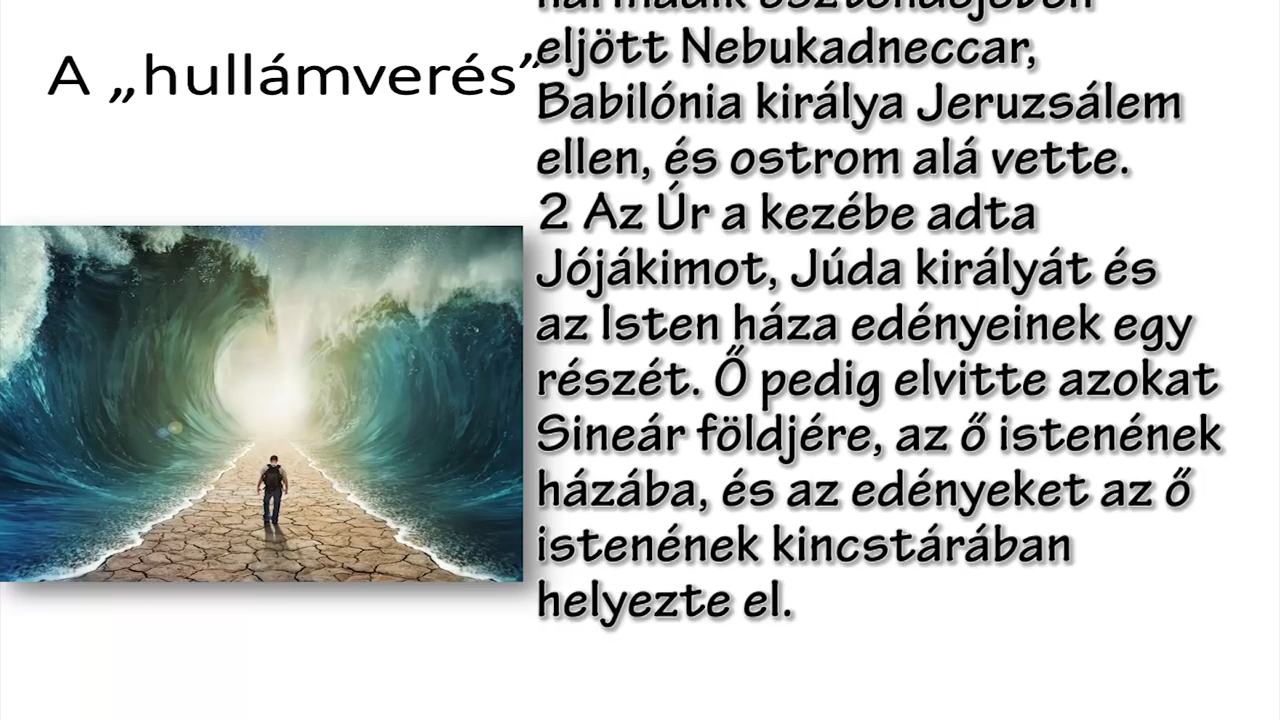 A „hullámverés”
eljött Nebukadneccar,
Babilónia királya Jeruzsálem
ellen, és ostrom alá vette.
2 Az Úr a kezébe adta
Jójákimot, Júda királyát és
az Isten háza edényeinek egy
részét. Ő pedig elvitte azokat
Sineár földjére, az ő istenének
házába, és az edényeket az ő
istenének kincstárában
helyezte el.